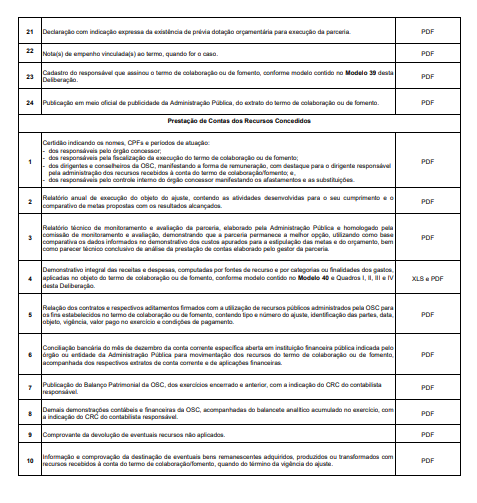 21 Declaração com indicação expressa da existência de prévia dotação orçamentária para execução da parceria. PDF
22 Nota(s) de empenho vinculada(s) ao termo, quando for o caso. PDF
23 Cadastro do responsável que assinou o termo de colaboração ou de fomento, conforme modelo contido no Modelo 39 desta
Deliberação. PDF
24 Publicação em meio oficial de publicidade da Administração Pública, do extrato do termo de colaboração ou de fomento. PDF
Prestação de Contas dos Recursos Concedidos
1 Certidão indicando os nomes, CPFs e períodos de atuação:
- dos responsáveis pelo órgão concessor;
- dos responsáveis pela fiscalização da execução do termo de colaboração ou de fomento;
- dos dirigentes e conselheiros da OSC, manifestando a forma de remuneração, com destaque para o dirigente responsável
pela administração dos recursos recebidos à conta do termo de colaboração/fomento; e,
- dos responsáveis pelo controle interno do órgão concessor manifestando os afastamentos e as substituições. PDF
2 Relatório anual de execução do objeto do ajuste, contendo as atividades desenvolvidas para o seu cumprimento e o
comparativo de metas propostas com os resultados alcançados. PDF
3 Relatório técnico de monitoramento e avaliação da parceria, elaborado pela Administração Pública e homologado pela
comissão de monitoramento e avaliação, demonstrando que a parceria permanece a melhor opção, utilizando como base
comparativa os dados informados no demonstrativo dos custos apurados para a estipulação das metas e do orçamento, bem
como parecer técnico conclusivo de análise da prestação de contas elaborado pelo gestor da parceria. PDF
4 Demonstrativo integral das receitas e despesas, computadas por fontes de recurso e por categorias ou finalidades dos gastos,
aplicadas no objeto do termo de colaboração ou de fomento, conforme modelo contido no Modelo 40 e Quadros I, II, III e IV
desta Deliberação. XLS e PDF
5 Relação dos contratos e respectivos aditamentos firmados com a utilização de recursos públicos administrados pela OSC para
os fins estabelecidos no termo de colaboração ou de fomento, contendo tipo e número do ajuste, identificação das partes, data,
objeto, vigência, valor pago no exercício e condições de pagamento. PDF
6 Conciliação bancária do mês de dezembro da conta corrente específica aberta em instituição financeira pública indicada pelo
órgão ou entidade da Administração Pública para movimentação dos recursos do termo de colaboração ou de fomento,
acompanhada dos respectivos extratos de conta corrente e de aplicações financeiras. PDF
7 Publicação do Balanço Patrimonial da OSC, dos exercícios encerrado e anterior, com a indicação do CRC do contabilista
responsável. PDF
8 Demais demonstrações contábeis e financeiras da OSC, acompanhadas do balancete analítico acumulado no exercício, com
a indicação do CRC do contabilista responsável. PDF
9 Comprovante da devolução de eventuais recursos não aplicados. PDF
10 Informação e comprovação da destinação de eventuais bens remanescentes adquiridos, produzidos ou transformados com
recursos recebidos à conta do termo de colaboração/fomento, quando do término da vigência do ajuste. PDF